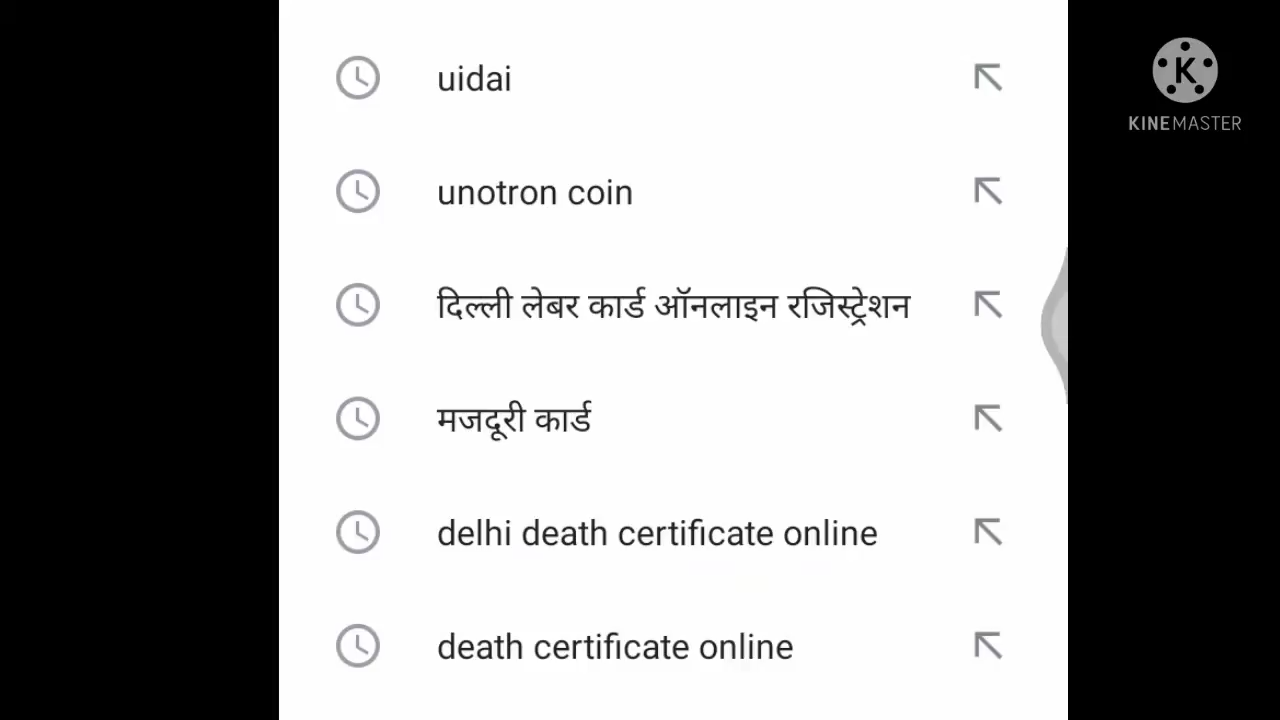 uidai
K
KINEMASTER
unotron coin
दिल्ली लेबर कार्ड ऑनलाइन रजिस्ट्रेशन
मजदूरी कार्ड
delhi death certificate online
death certificate online